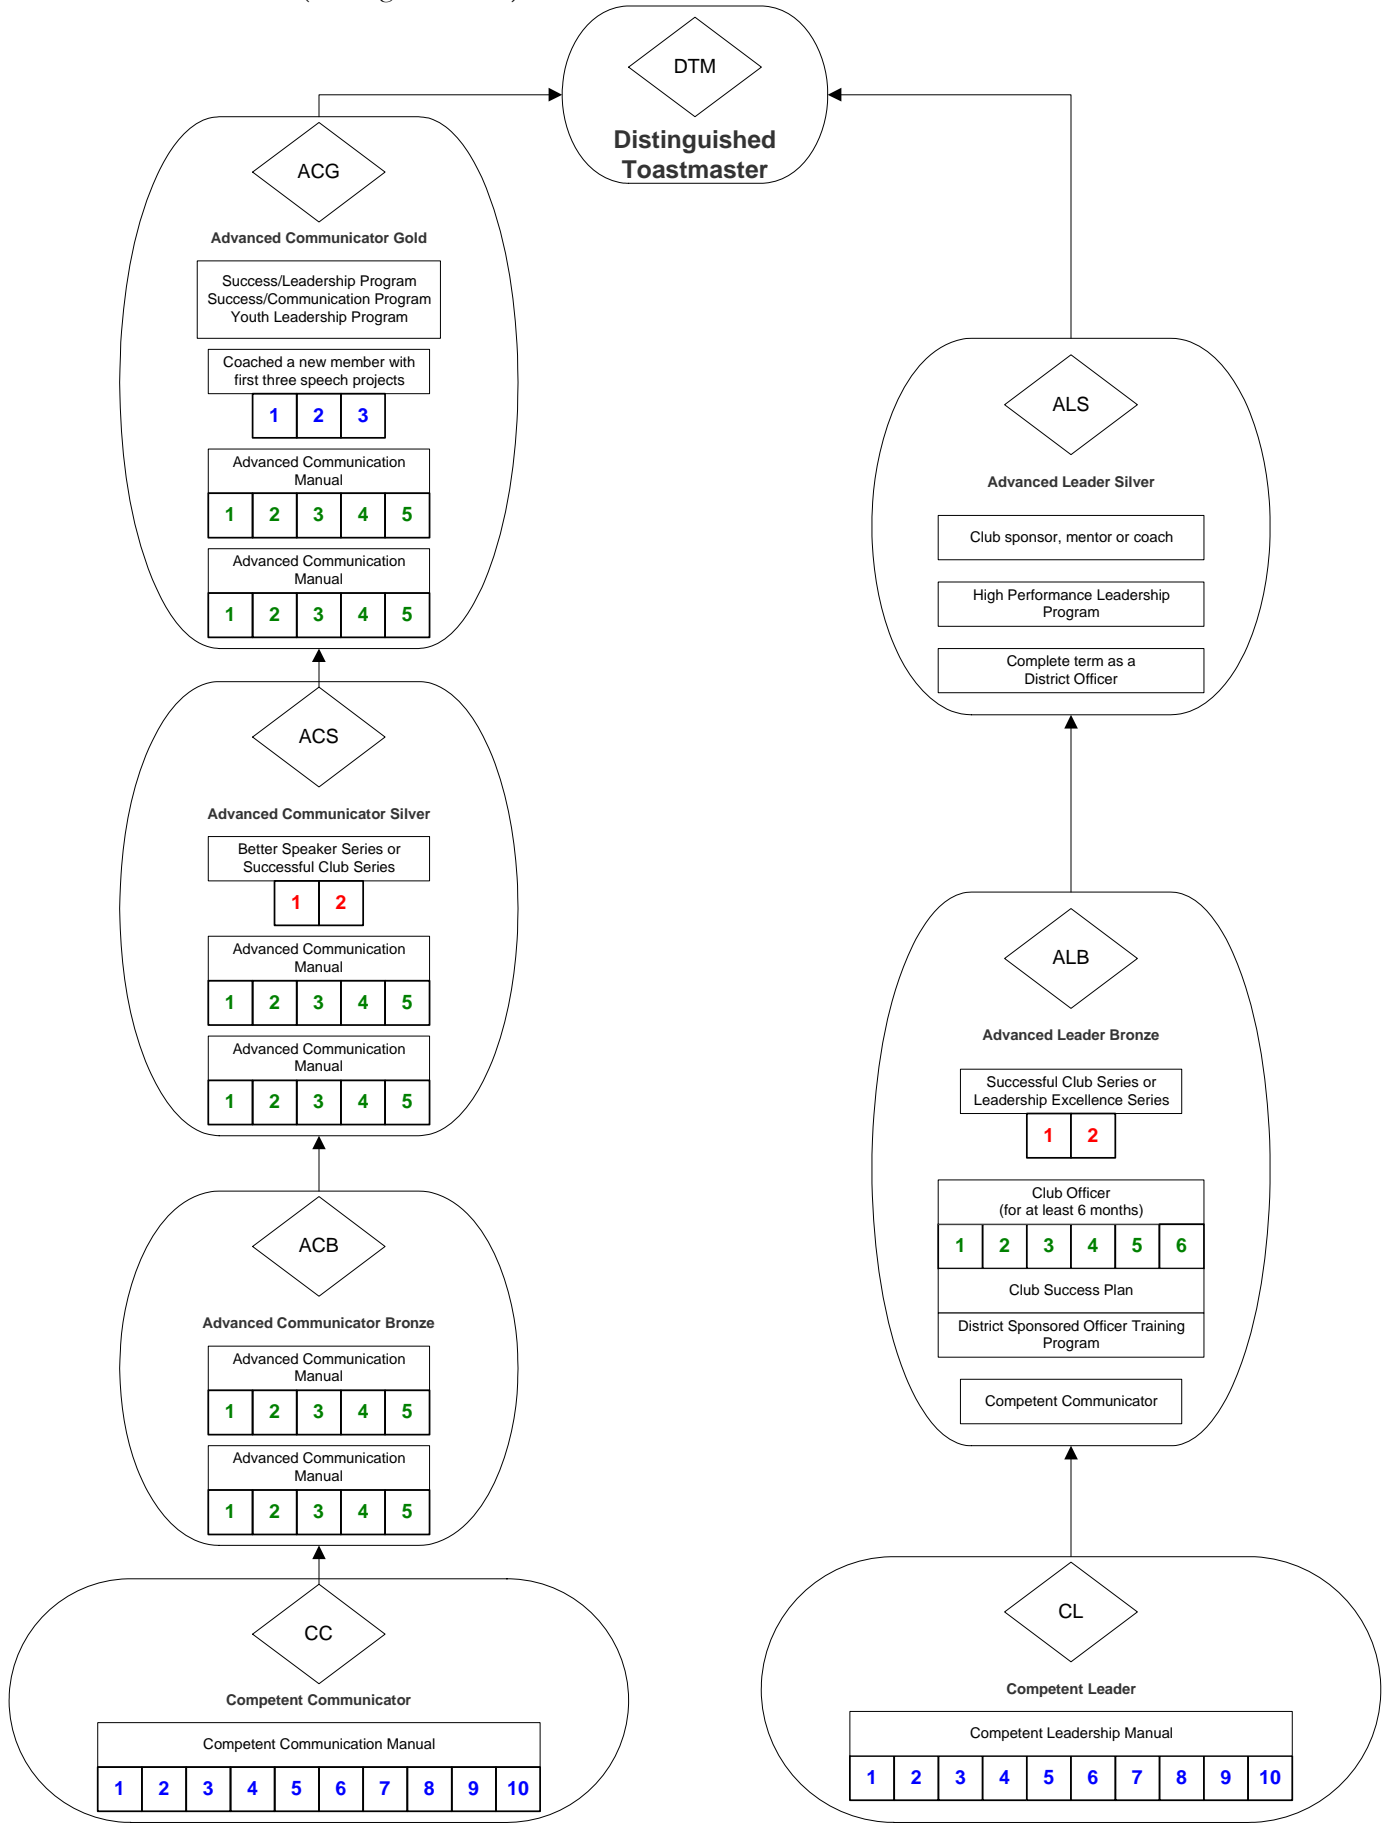 DTM
Distinguished
Toastmaster
ACG
Advanced Communicator Gold
Success/Leadership Program
Success/Communication Program
Youth Leadership Program
Coached a new member with
first three speech projects
1 2 3
Advanced Communication
Manual
1 2 3 4 5
Advanced Communication
Manual
1 2 3 4 5
ACS
Advanced Communicator Silver
Better Speaker Series or
Successful Club Series
1 2
Advanced Communication
Manual
1 2 3 4 5
Advanced Communication
Manual
1 2 3 4 5
ACB
Advanced Communicator Bronze
Advanced Communication
Manual
1 2 3 4 5
Advanced Communication
Manual
1 2 3 4 5
CC
Competent Communicator
Competent Communication Manual
1 2 3 4 5 6 7 8 9 10
ALS
Advanced Leader Silver
Club sponsor, mentor or coach
High Performance Leadership
Program
Complete term as a
District Officer
ALB
Advanced Leader Bronze
Successful Club Series or
Leadership Excellence Series
1 2
Club Officer
(for at least 6 months)
1 2 3 4 5 6
Club Success Plan
District Sponsored Officer Training
Program
Competent Communicator
CL
Competent Leader
Competent Leadership Manual
1 2 3 4 5 6 7 8 9 10